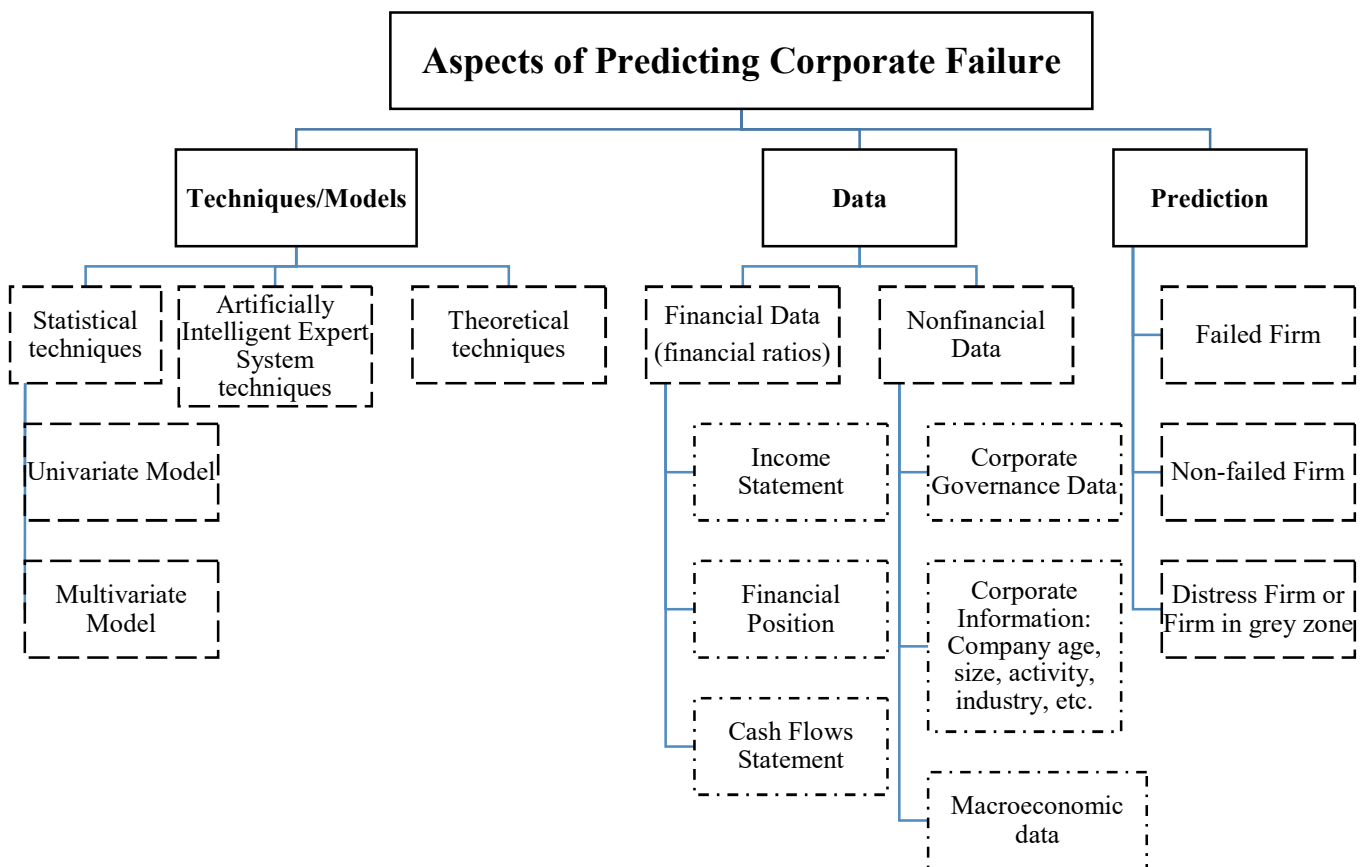 Aspects of Predicting Corporate Failure
Techniques/Models
Data
Prediction
Statistical
techniques
Artificially
Intelligent Expert
System
techniques
Theoretical
techniques
Financial Data
(financial ratios)
Nonfinancial
Data
Failed Firm
Univariate Model
Income
Statement
Corporate
Governance Data
Non-failed Firm
Multivariate
Model
Financial
Position
Corporate
Information:
Company age,
size, activity,
industry, etc.
Distress Firm or
Firm in grey zone
Cash Flows
Statement
Macroeconomic
data